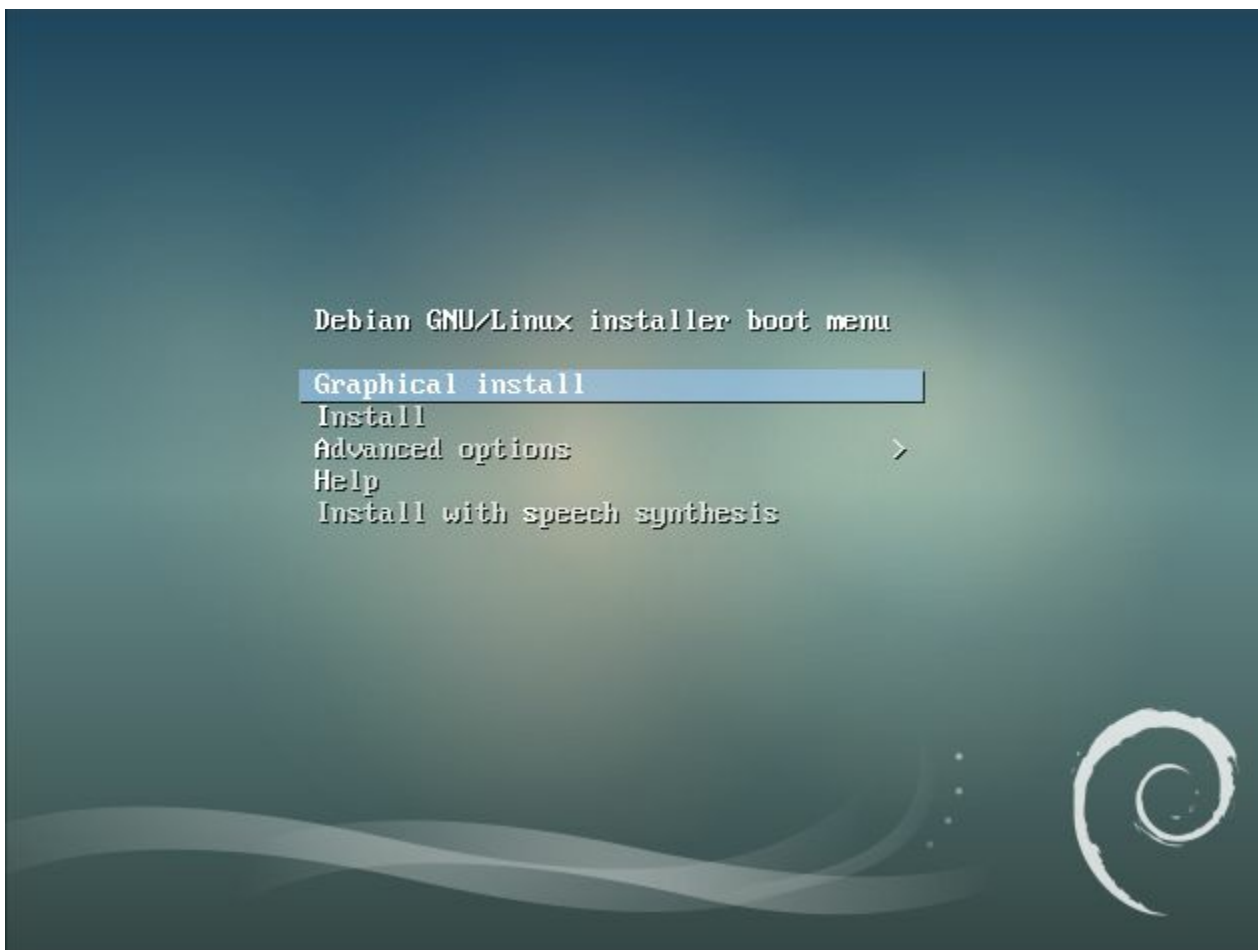 Debian GNU/Linux installer boot menu
Graphical install
Install
Advanced options >
Help
Install with speech synthesis